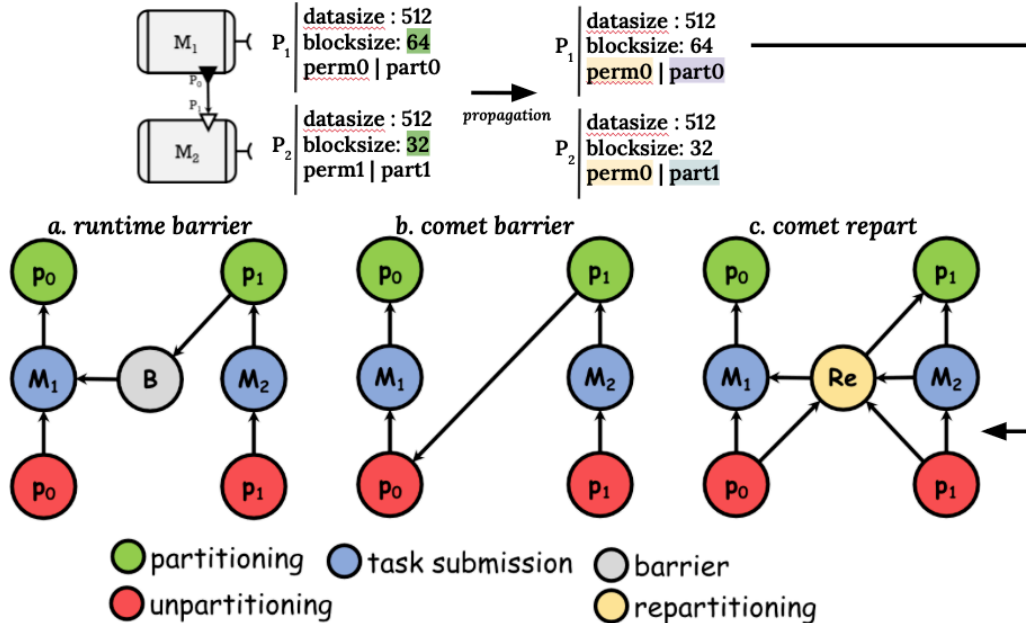 M₁
P₀
P₁
M₂
P₁
datasize : 512
blocksize: 64
perm0 | part0
P₂
datasize : 512
blocksize: 32
perm1 | part1
propagation
P₁
datasize : 512
blocksize: 64
perm0 | part0
P₂
datasize : 512
blocksize: 32
perm0 | part1
a. runtime barrier
p₀
p₁
M₁
B
M₂
p₀
p₁
b. comet barrier
p₀
p₁
M₁
M₂
p₀
p₁
c. comet repart
p₀
p₁
M₁
Re
M₂
p₀
p₁
partitioning
task submission
barrier
unpartitioning
repartitioning